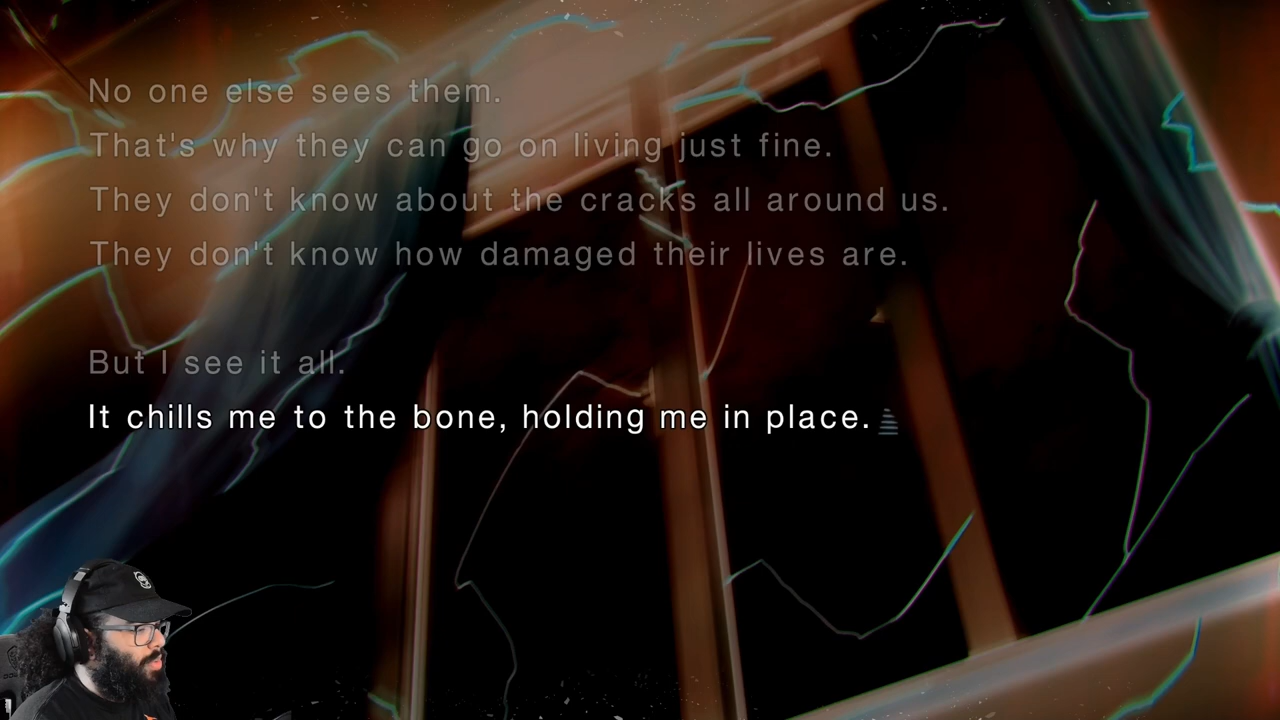 No one else sees them.
That's why they can go on living just fine.
They don't know about the cracks all around us.
They don't know how damaged their lives are.
But I see it all.
It chills me to the bone, holding me in place.